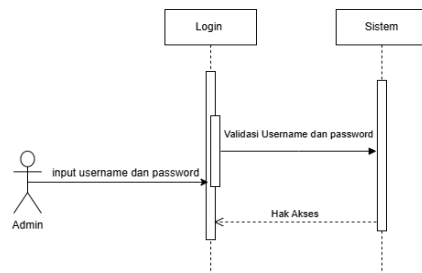 Login
Sistem
Validasi Username dan password
input username dan password
Hak Akses
Admin